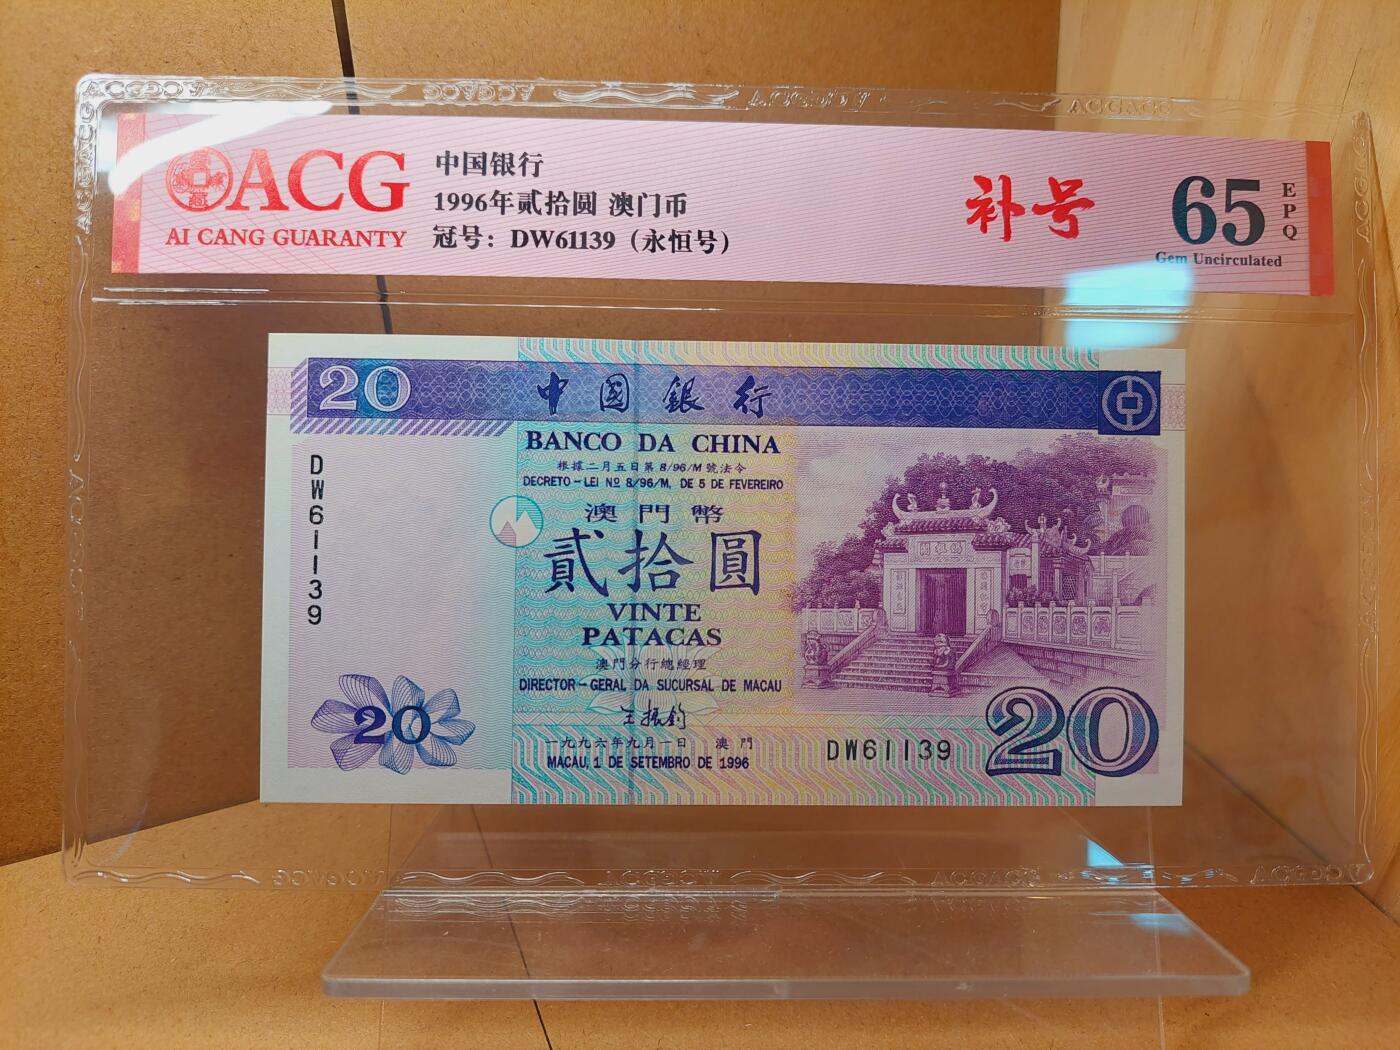 ACG
AI CANG GUARANTY
中国银行
1996年贰拾圆 澳门币
冠号：DW61139（永恒号）
补号
65
EPQ
Gem Uncirculated
20
中國銀行
BANCO DA CHINA
根據二月五日第8/96/M號法令
DECRETO-LEI Nº 8/96/M, DE 5 DE FEVEREIRO
澳門幣
貳拾圓
VINTE
PATACAS
澳門分行總經理
DIRECTOR-GERAL DA SUCURSAL DE MACAU
王振鈞
一九九六年九月一日 澳門
MACAU, 1 DE SETEMBRO DE 1996
DW61139
20
DW61139
20